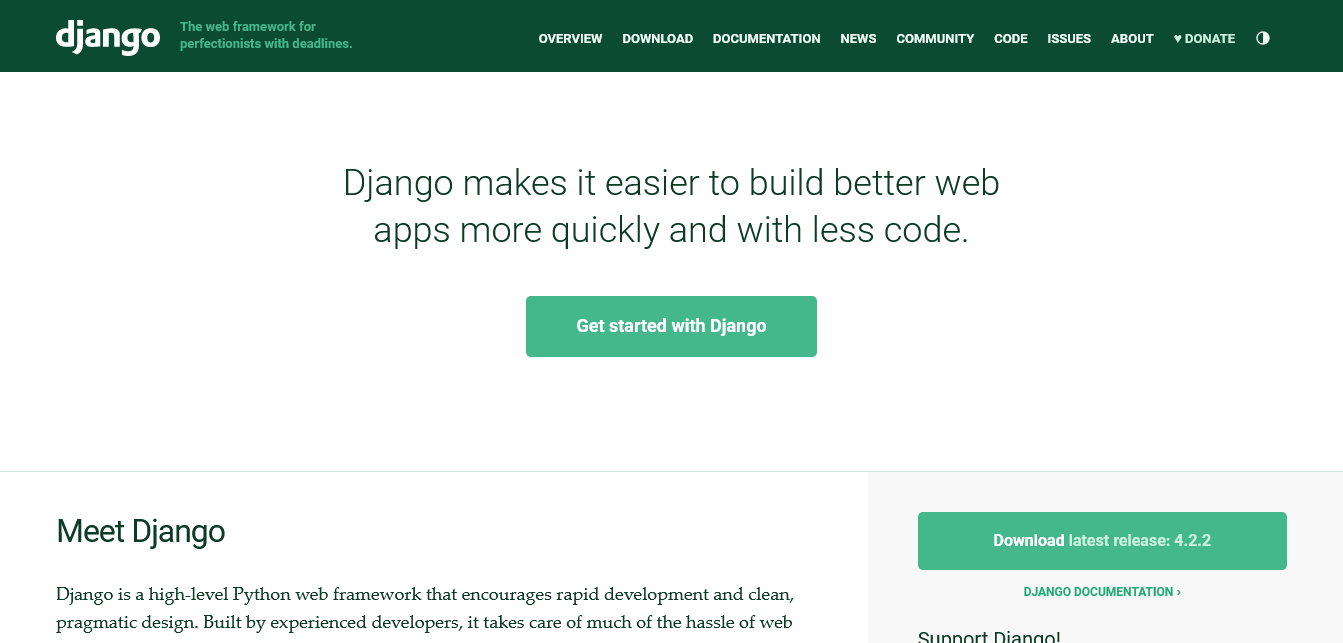 django
The web framework for
perfectionists with deadlines.
OVERVIEW DOWNLOAD DOCUMENTATION NEWS COMMUNITY CODE ISSUES ABOUT ♥ DONATE
Django makes it easier to build better web
apps more quickly and with less code.
Get started with Django
Meet Django
Django is a high-level Python web framework that encourages rapid development and clean,
pragmatic design. Built by experienced developers, it takes care of much of the hassle of web
Download latest release: 4.2.2
DJANGO DOCUMENTATION ›
Support Django!